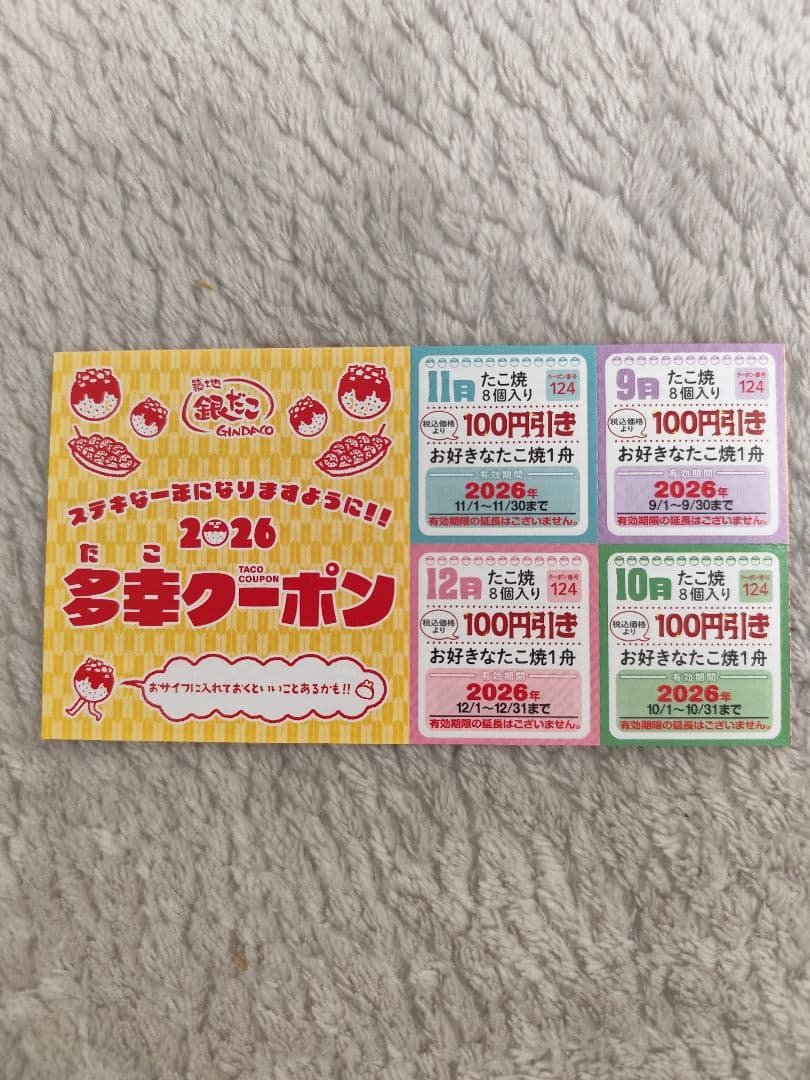 築地
銀だこ
GINDACO
ステキな一年になりますように!!
2026
たこ
多幸クーポン
TACO
COUPON
おサイフに入れておくといいことあるかも!!
11月
たこ焼
8個入り
クーポン番号
124
税込価格
より
100円引き
お好きなたこ焼1舟
有効期間
2026年
11/1〜11/30まで
有効期限の延長はございません。
9月
たこ焼
8個入り
クーポン番号
124
税込価格
より
100円引き
お好きなたこ焼1舟
有効期間
2026年
9/1〜9/30まで
有効期限の延長はございません。
12月
たこ焼
8個入り
クーポン番号
124
税込価格
より
100円引き
お好きなたこ焼1舟
有効期間
2026年
12/1〜12/31まで
有効期限の延長はございません。
10月
たこ焼
8個入り
クーポン番号
124
税込価格
より
100円引き
お好きなたこ焼1舟
有効期間
2026年
10/1〜10/31まで
有効期限の延長はございません。